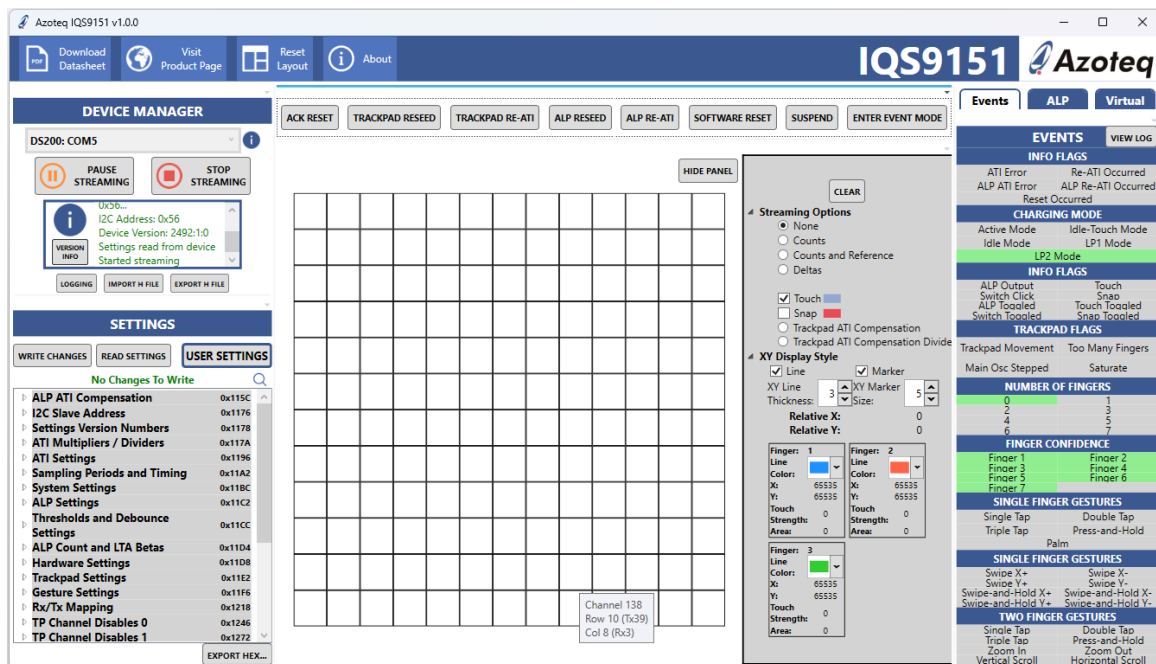 Azoteq IQS9151 v1.0.0
Download Datasheet
Visit Product Page
Reset Layout
About
IQS9151
Azoteq
DEVICE MANAGER
DS200: COM5
PAUSE STREAMING
STOP STREAMING
0x56...
I2C Address: 0x56
Device Version: 2492:1:0
Settings read from device
Started streaming
VERSION INFO
LOGGING
IMPORT H FILE
EXPORT H FILE
SETTINGS
WRITE CHANGES
READ SETTINGS
USER SETTINGS
No Changes To Write
ALP ATI Compensation 0x115C
I2C Slave Address 0x1176
Settings Version Numbers 0x1178
ATI Multipliers / Dividers 0x117A
ATI Settings 0x1196
Sampling Periods and Timing 0x11A2
System Settings 0x11BC
ALP Settings 0x11C2
Thresholds and Debounce Settings 0x11CC
ALP Count and LTA Betas 0x11D4
Hardware Settings 0x11D8
Trackpad Settings 0x11E2
Gesture Settings 0x11F6
Rx/Tx Mapping 0x1218
TP Channel Disables 0 0x1246
TP Channel Disables 1 0x1272
EXPORT HEX...
ACK RESET
TRACKPAD RESEED
TRACKPAD RE-ATI
ALP RESEED
ALP RE-ATI
SOFTWARE RESET
SUSPEND
ENTER EVENT MODE
HIDE PANEL
Channel 138
Row 10 (Tx39)
Col 8 (Rx3)
CLEAR
Streaming Options
None
Counts
Counts and Reference
Deltas
Touch
Snap
Trackpad ATI Compensation
Trackpad ATI Compensation Divide
XY Display Style
Line
Marker
XY Line Thickness: 3
XY Marker Size: 5
Relative X: 0
Relative Y: 0
Finger: 1
Line Color:
X: 65535
Y: 65535
Touch Strength: 0
Area: 0
Finger: 2
Line Color:
X: 65535
Y: 65535
Touch Strength: 0
Area: 0
Finger: 3
Line Color:
X: 65535
Y: 65535
Touch Strength: 0
Area: 0
Events
ALP
Virtual
EVENTS
VIEW LOG
INFO FLAGS
ATI Error Re-ATI Occurred
ALP ATI Error ALP Re-ATI Occurred
Reset Occurred
CHARGING MODE
Active Mode Idle-Touch Mode
Idle Mode LP1 Mode
LP2 Mode
INFO FLAGS
ALP Output Touch
Switch Click Snap
ALP Toggled Touch Toggled
Switch Toggled Snap Toggled
TRACKPAD FLAGS
Trackpad Movement Too Many Fingers
Main Osc Stepped Saturate
NUMBER OF FINGERS
0 1
2 3
4 5
6 7
FINGER CONFIDENCE
Finger 1 Finger 2
Finger 3 Finger 4
Finger 5 Finger 6
Finger 7
SINGLE FINGER GESTURES
Single Tap Double Tap
Triple Tap Press-and-Hold
Palm
SINGLE FINGER GESTURES
Swipe X+ Swipe X-
Swipe Y+ Swipe Y-
Swipe-and-Hold X+ Swipe-and-Hold X-
Swipe-and-Hold Y+ Swipe-and-Hold Y-
TWO FINGER GESTURES
Single Tap Double Tap
Triple Tap Press-and-Hold
Zoom In Zoom Out
Vertical Scroll Horizontal Scroll